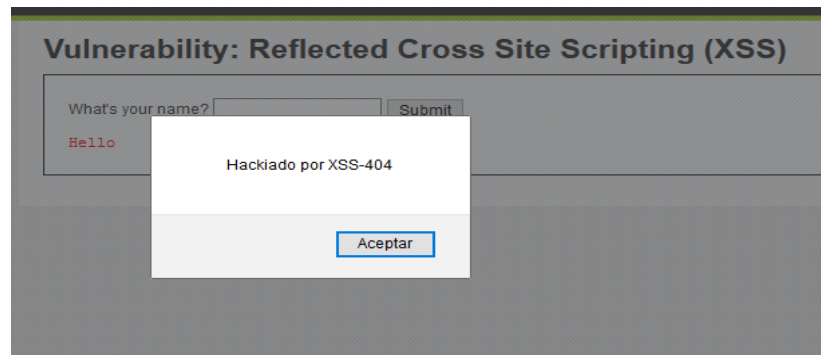 Vulnerability: Reflected Cross Site Scripting (XSS)
What's your name? Submit
Hello
Hackiado por XSS-404
Aceptar